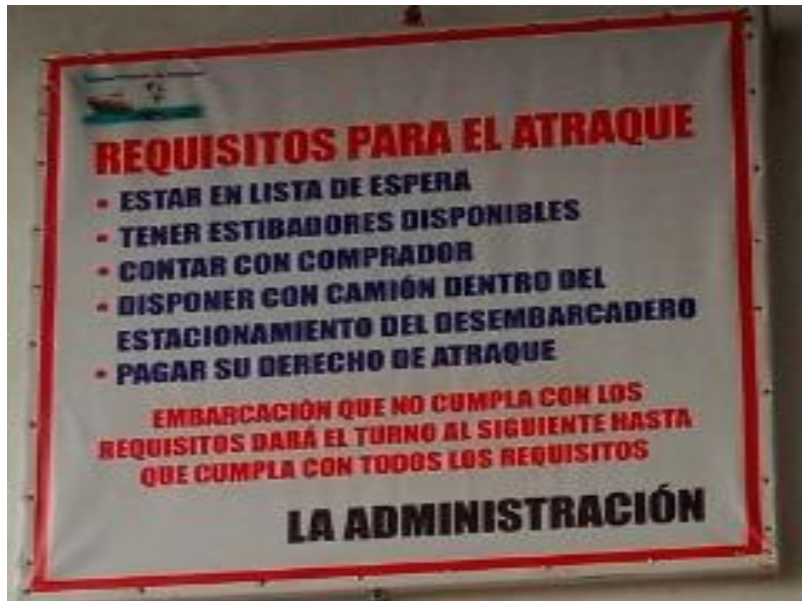 REQUISITOS PARA EL ATRAQUE
• ESTAR EN LISTA DE ESPERA
• TENER ESTIBADORES DISPONIBLES
• CONTAR CON COMPRADOR
• DISPONER CON CAMIÓN DENTRO DEL
ESTACIONAMIENTO DEL DESEMBARCADERO
• PAGAR SU DERECHO DE ATRAQUE
EMBARCACIÓN QUE NO CUMPLA CON LOS
REQUISITOS DARÁ EL TURNO AL SIGUIENTE HASTA
QUE CUMPLA CON TODOS LOS REQUISITOS
LA ADMINISTRACIÓN